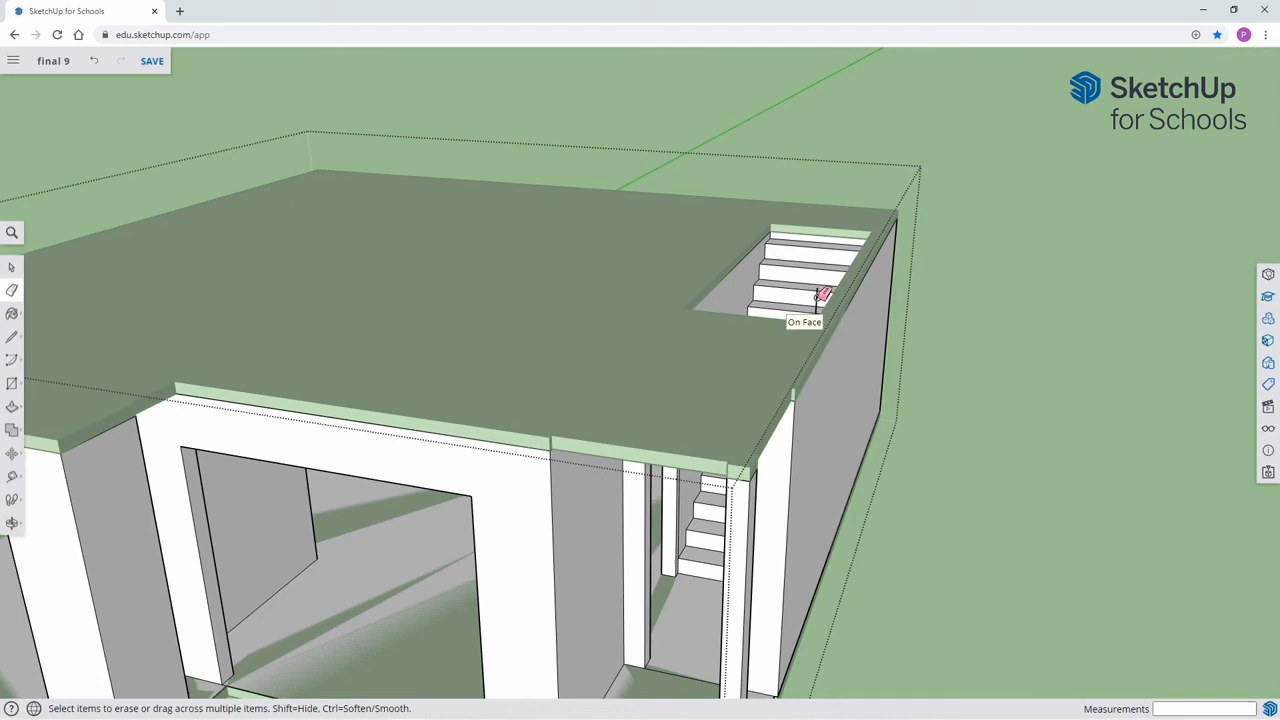 SketchUp for Schools
edu.sketchup.com/app
P
final 9
SAVE
SketchUp
for Schools
On Face
Select items to erase or drag across multiple items. Shift=Hide, Ctrl=Soften/Smooth.
Measurements